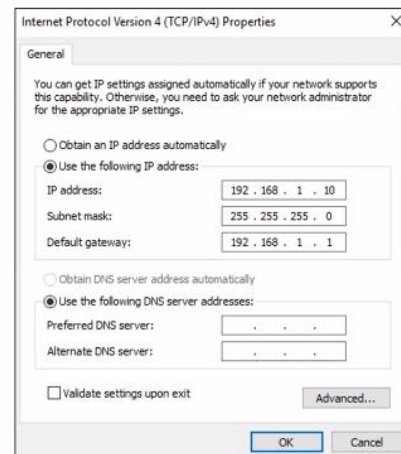 Internet Protocol Version 4 (TCP/IPv4) Properties
General
You can get IP settings assigned automatically if your network supports
this capability. Otherwise, you need to ask your network administrator
for the appropriate IP settings.
Obtain an IP address automatically
Use the following IP address:
IP address: 192 . 168 . 1 . 10
Subnet mask: 255 . 255 . 255 . 0
Default gateway: 192 . 168 . 1 . 1
Obtain DNS server address automatically
Use the following DNS server addresses:
Preferred DNS server: . . .
Alternate DNS server: . . .
Validate settings upon exit
Advanced...
OK Cancel